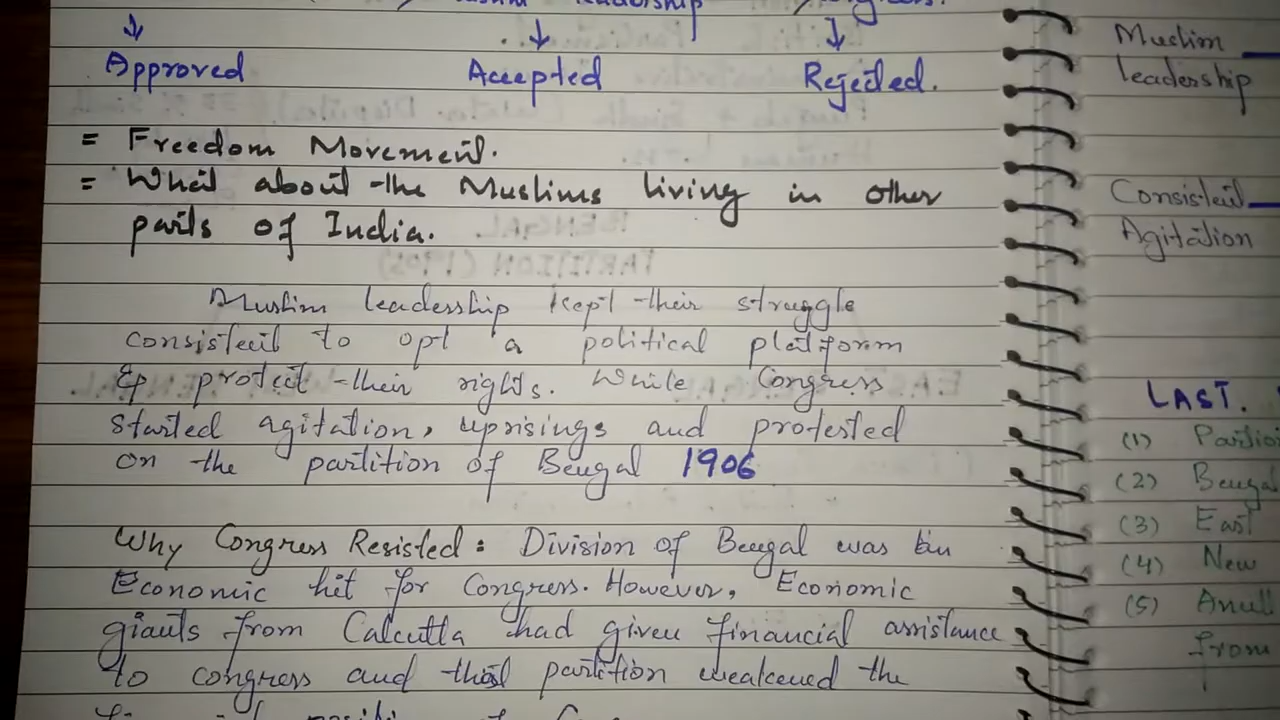 leadership
Approved Accepted Rejected.
= Freedom Movement.
= What about the Muslims living in other
parts of India.
Muslim leadership kept their struggle
consistent to opt a political platform
& protect their rights. While Congress
started agitation, uprisings and protested
on the partition of Bengal 1906
Why Congress Resisted: Division of Bengal was an
Economic hit for Congress. However, Economic
giants from Calcutta had given financial assistance
to congress and that partition weakened the
Muslim
leadership
Consistent
Agitation
LAST.
(1)
(2) Bengal
(3) East
(4) New
(5)
from